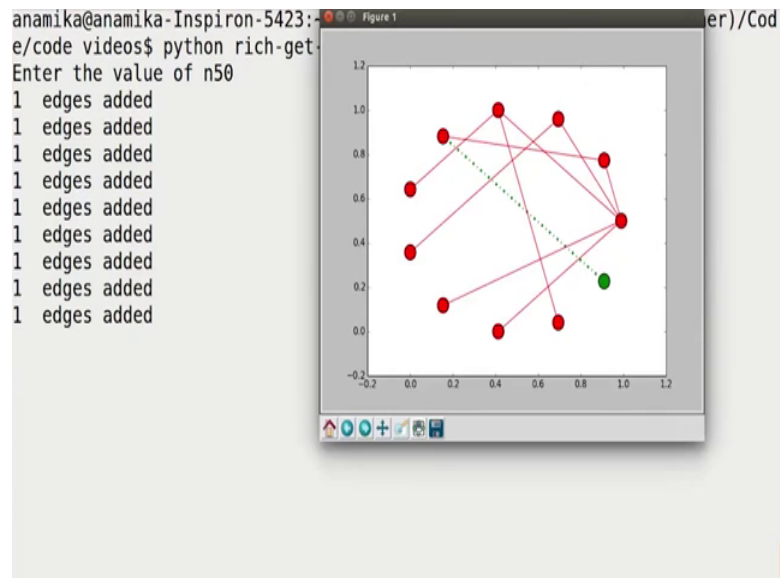 anamika@anamika-Inspiron-5423:~
er)/Cod
e/code videos$ python rich-get-
Enter the value of n50
1 edges added
1 edges added
1 edges added
1 edges added
1 edges added
1 edges added
1 edges added
1 edges added
1 edges added
Figure 1
1.2
1.0
0.8
0.6
0.4
0.2
0.0
−0.2
−0.2 0.0 0.2 0.4 0.6 0.8 1.0 1.2